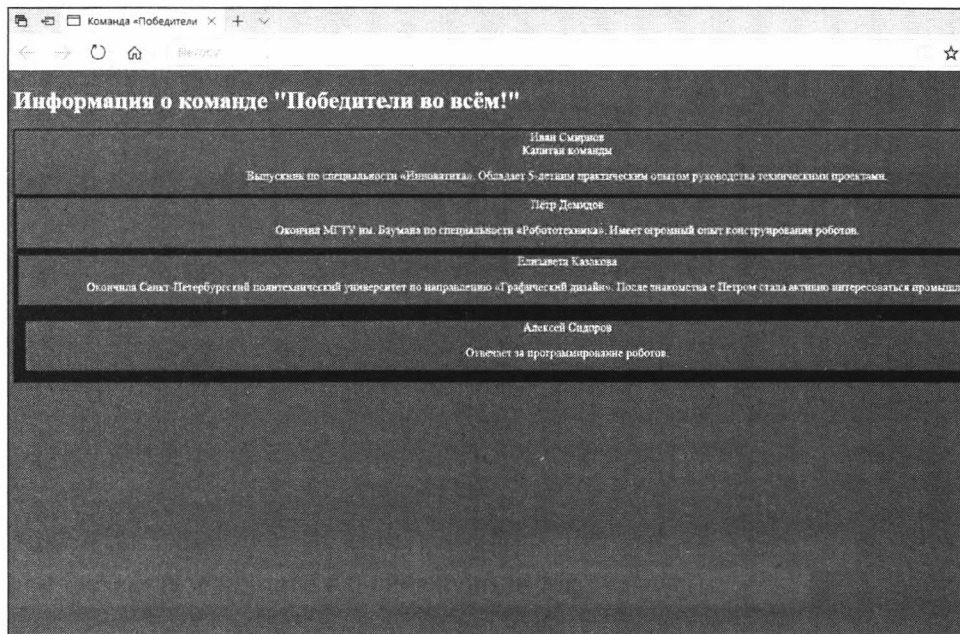 Команда «Победители
Информация о команде "Победители во всём!"
Иван Смирнов
Капитан команды
Выпускник по специальности «Инноватика». Обладает 5-летним практическим опытом руководства техническими проектами.
Пётр Демидов
Окончил МГТУ им. Баумана по специальности «Робототехника». Имеет огромный опыт конструирования роботов.
Елизавета Казакова
Окончила Санкт-Петербургский политехнический университет по направлению «Графический дизайн». После знакомства с Петром стала активно интересоваться промышл
Алексей Сидоров
Отвечает за программирование роботов.